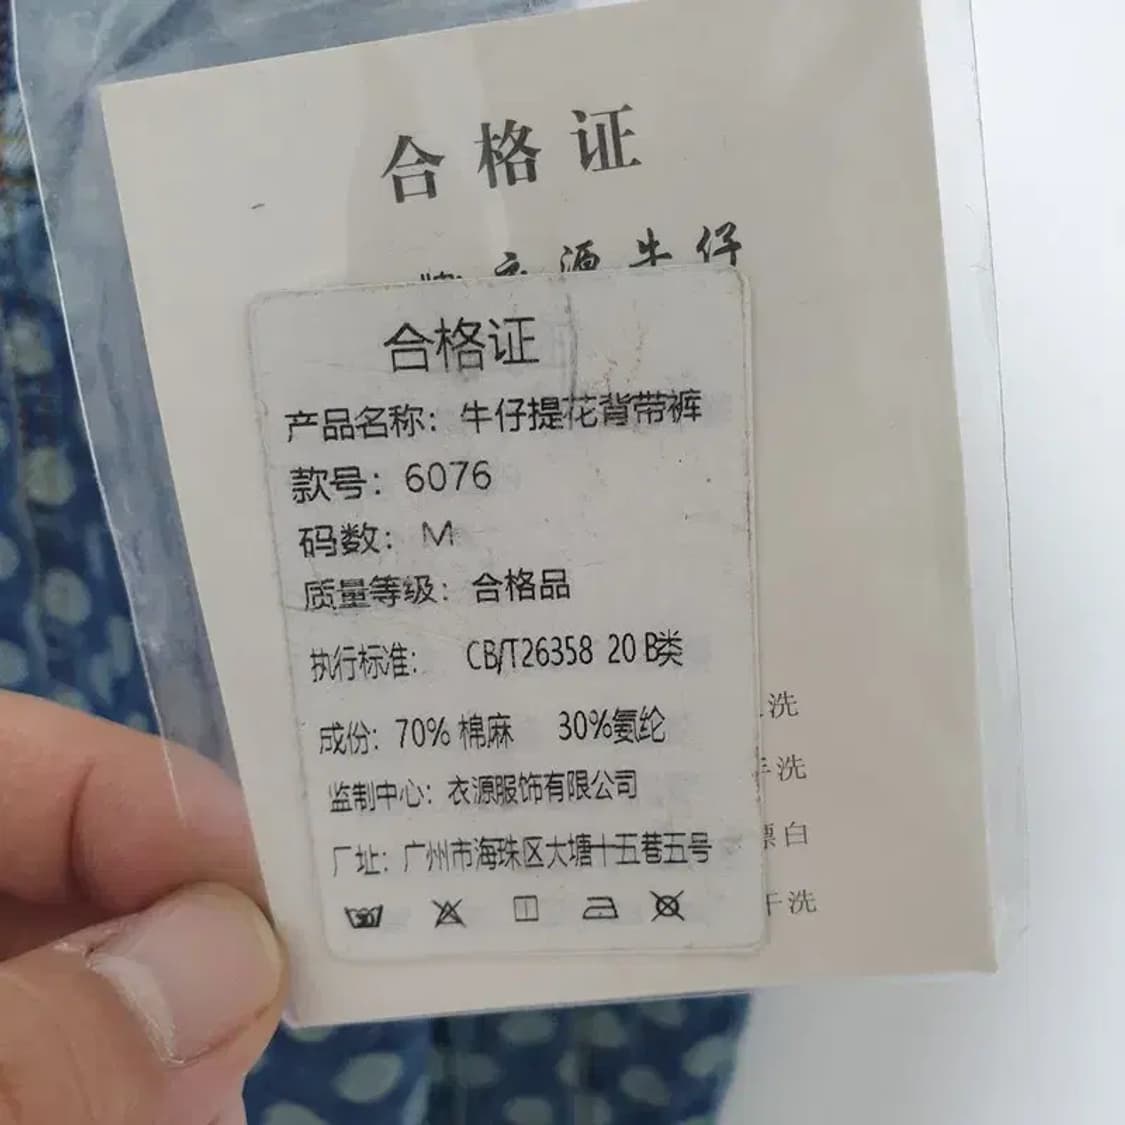 合格证
衣源牛仔
合格证
产品名称：牛仔提花背带裤
款号：6076
码数：M
质量等级：合格品
执行标准： CB/T26358 20 B类
成份：70% 棉麻 30%氨纶
监制中心：衣源服饰有限公司
厂址：广州市海珠区大塘十五巷五号
洗
洗
漂白
干洗